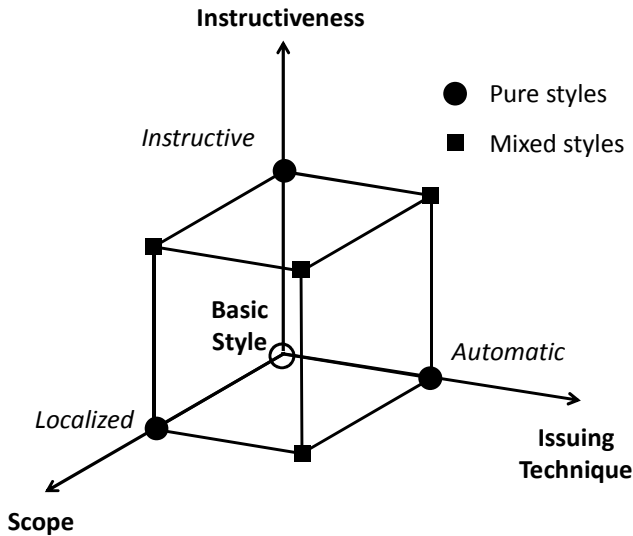 Instructiveness
Pure styles
Instructive
Mixed styles
Basic
Style
Automatic
Localized
Issuing
Technique
Scope